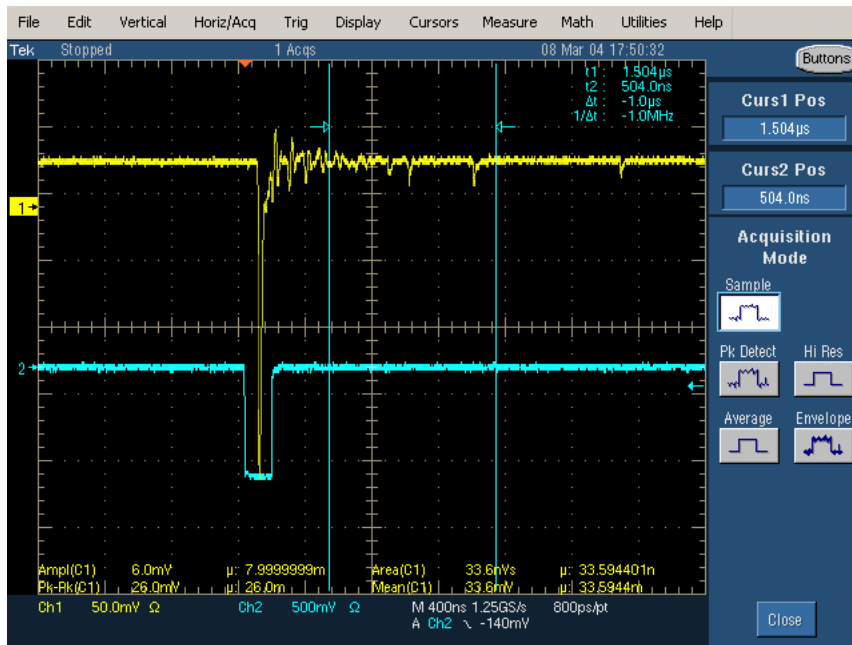 File Edit Vertical Horiz/Acq Trig Display Cursors Measure Math Utilities Help
Tek Stopped 1 Acqs 08 Mar 04 17:50:32
Buttons
t1 : 1.504µs
t2 : 504.0ns
Δt : -1.0µs
1/Δt : -1.0MHz
Curs1 Pos
1.504µs
Curs2 Pos
504.0ns
1
2
Acquisition
Mode
Sample
Pk Detect Hi Res
Average Envelope
Ampl(C1) 6.0mV µ: 7.9999999m Area(C1) 33.6nVs µ: 33.594401n
Pk-Pk(C1) 26.0mV µ: 26.0m Mean(C1) 33.6mV µ: 33.5944m
Ch1 50.0mV Ω Ch2 500mV Ω M 400ns 1.25GS/s 800ps/pt
A Ch2 -140mV
Close